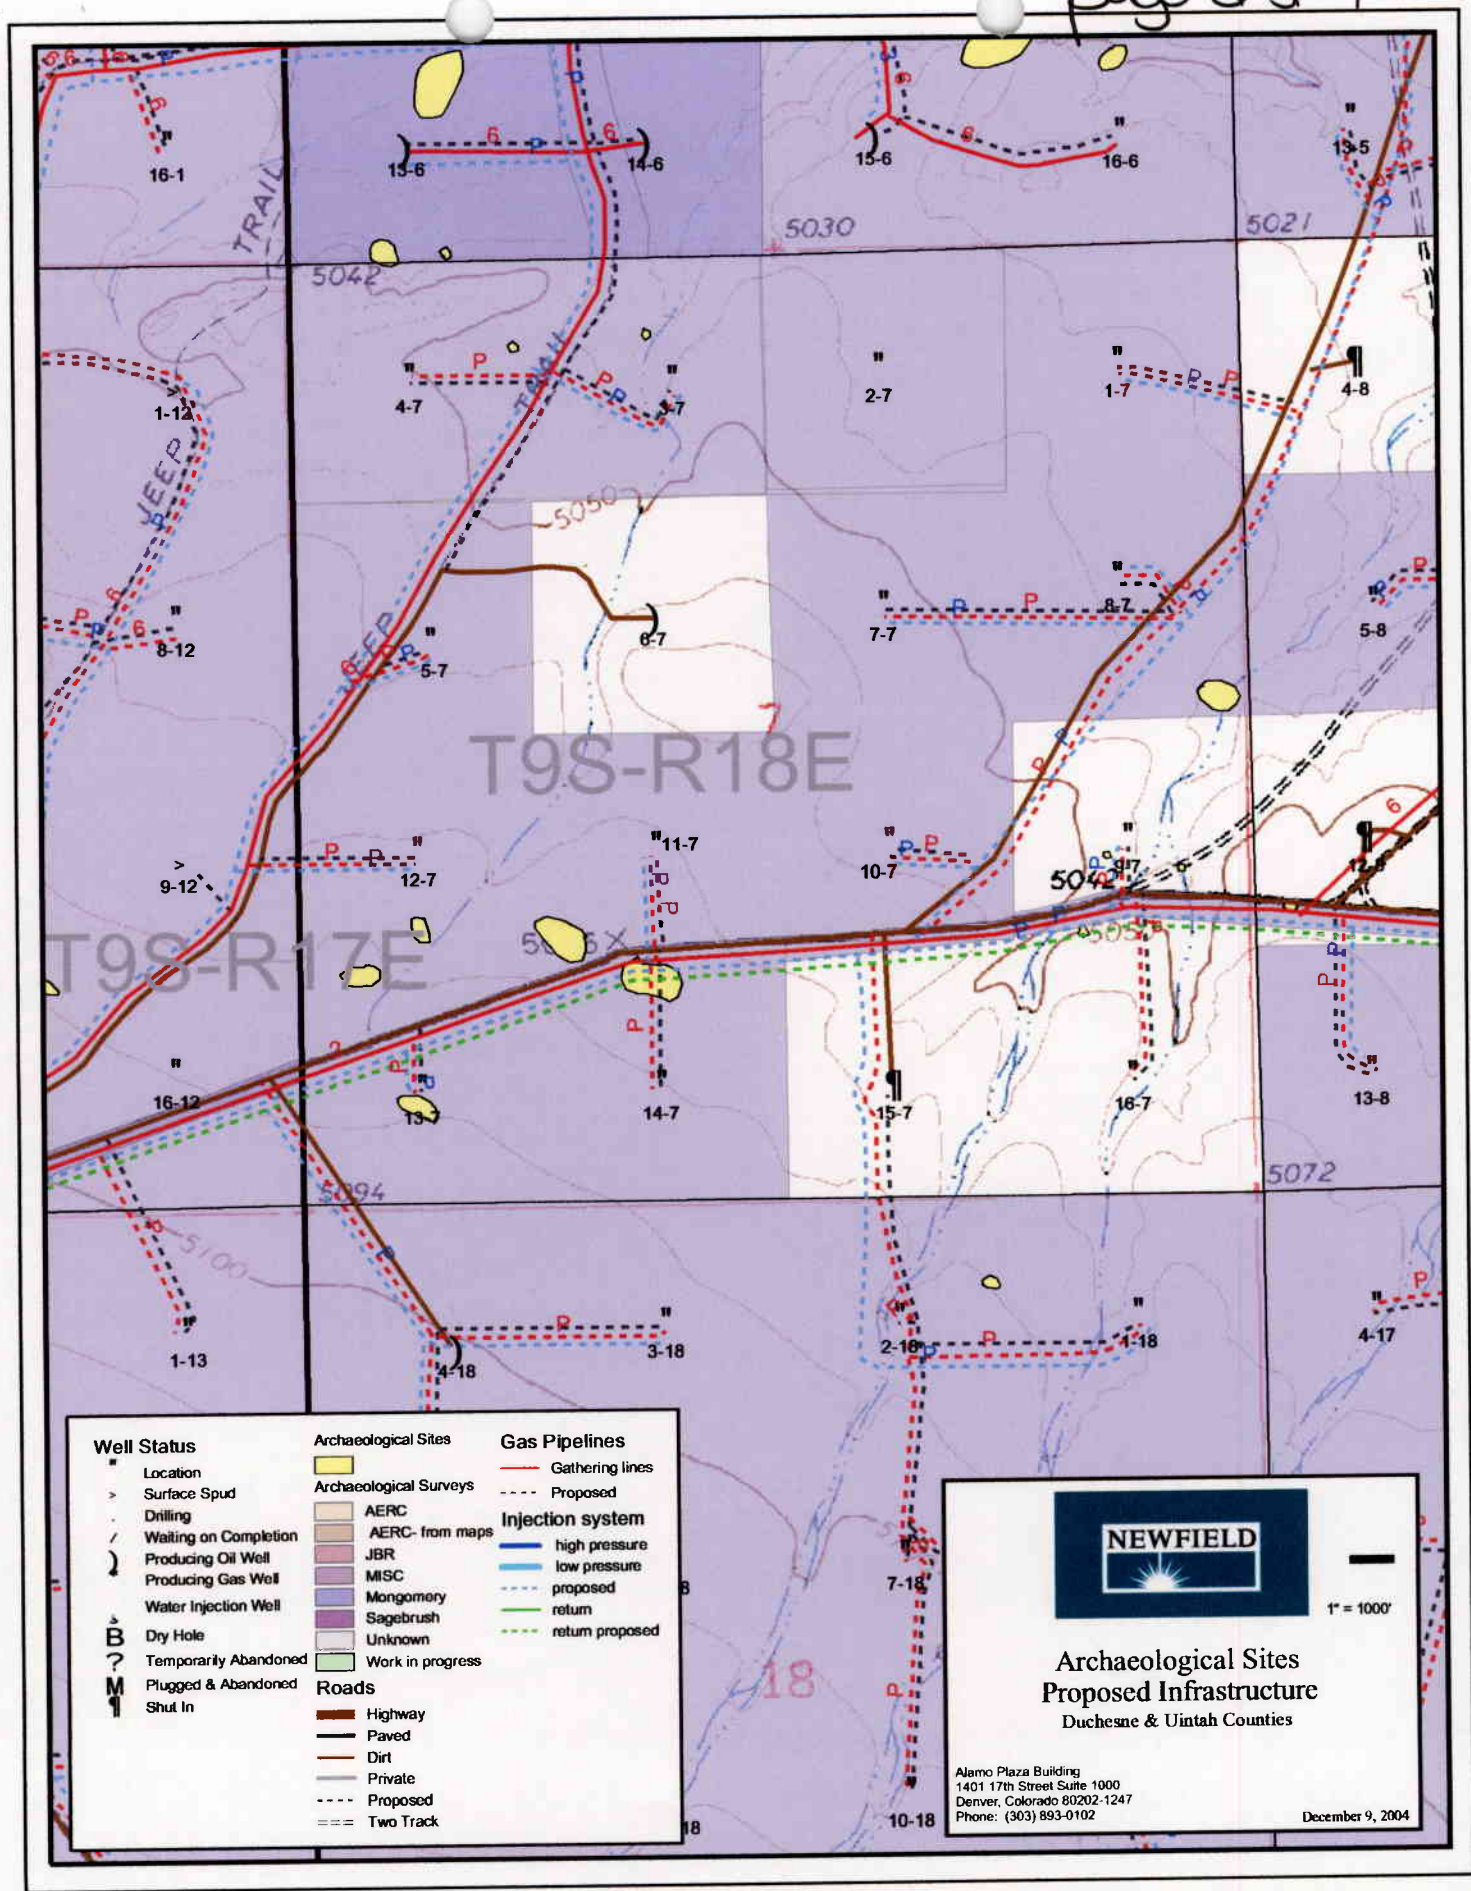 16-1
13-6
14-6
15-6
16-6
13-5
TRAIL
5030
5021
5042
1-12
4-7
3-7
2-7
1-7
4-8
TRAIL
JEEP
5050
8-12
5-7
6-7
7-7
8-7
5-8
JEEP
7
T9S-R18E
9-12
12-7
11-7
10-7
9-7
12-8
5042
T9S-R17E
16-12
13-7
14-7
15-7
16-7
13-8
5094
5072
5100
1-13
4-18
3-18
2-18
1-18
4-17
7-18
18
10-18
Well Status
Location
Surface Spud
Drilling
Waiting on Completion
Producing Oil Well
Producing Gas Well
Water Injection Well
B Dry Hole
? Temporarily Abandoned
M Plugged & Abandoned
¶ Shut In
Archaeological Sites
Archaeological Surveys
AERC
AERC- from maps
JBR
MISC
Mongomery
Sagebrush
Unknown
Work in progress
Roads
Highway
Paved
Dirt
Private
Proposed
Two Track
Gas Pipelines
Gathering lines
Proposed
Injection system
high pressure
low pressure
proposed
return
return proposed
NEWFIELD
1" = 1000'
Archaeological Sites
Proposed Infrastructure
Duchesne & Uintah Counties
Alamo Plaza Building
1401 17th Street Suite 1000
Denver, Colorado 80202-1247
Phone: (303) 893-0102
December 9, 2004